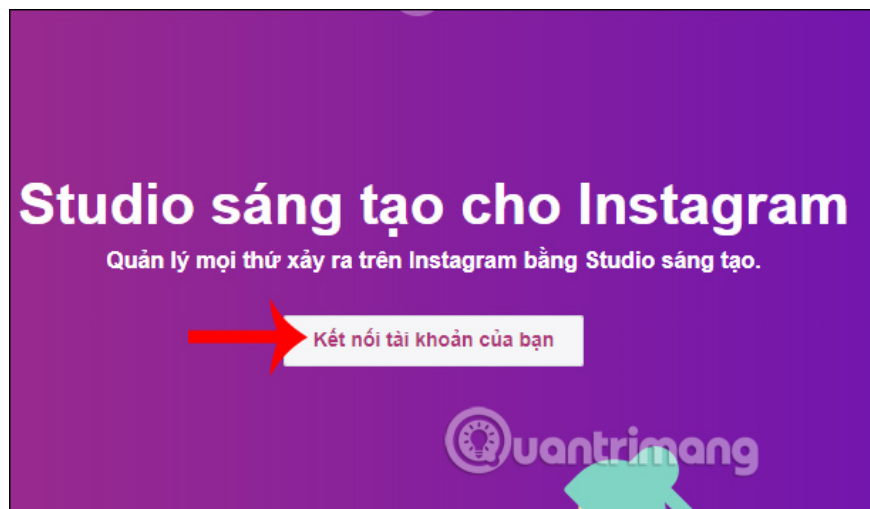 Studio sáng tạo cho Instagram
Quản lý mọi thứ xảy ra trên Instagram bằng Studio sáng tạo.
Kết nối tài khoản của bạn
Quantrimang